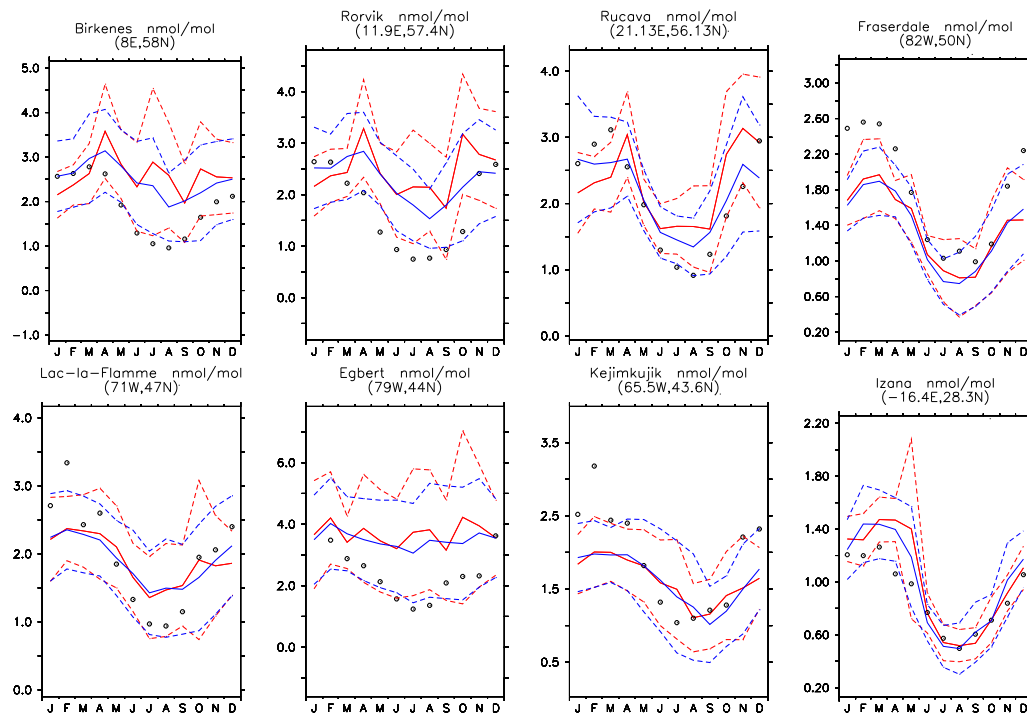 Birkenes nmol/mol
(8E,58N)
5.0
4.0
3.0
2.0
1.0
0.0
−1.0
J F M A M J J A S O N D
Rorvik nmol/mol
(11.9E,57.4N)
5.0
4.0
3.0
2.0
1.0
0.0
J F M A M J J A S O N D
Rucava nmol/mol
(21.13E,56.13N)
4.0
3.0
2.0
1.0
0.0
J F M A M J J A S O N D
Fraserdale nmol/mol
(82W,50N)
3.00
2.60
2.20
1.80
1.40
1.00
0.60
0.20
J F M A M J J A S O N D
Lac−la−Flamme nmol/mol
(71W,47N)
4.0
3.0
2.0
1.0
0.0
J F M A M J J A S O N D
Egbert nmol/mol
(79W,44N)
6.0
4.0
2.0
0.0
J F M A M J J A S O N D
Kejimkujik nmol/mol
(65.5W,43.6N)
3.5
2.5
1.5
0.5
J F M A M J J A S O N D
Izana nmol/mol
(−16.4E,28.3N)
2.20
1.80
1.40
1.00
0.60
0.20
J F M A M J J A S O N D